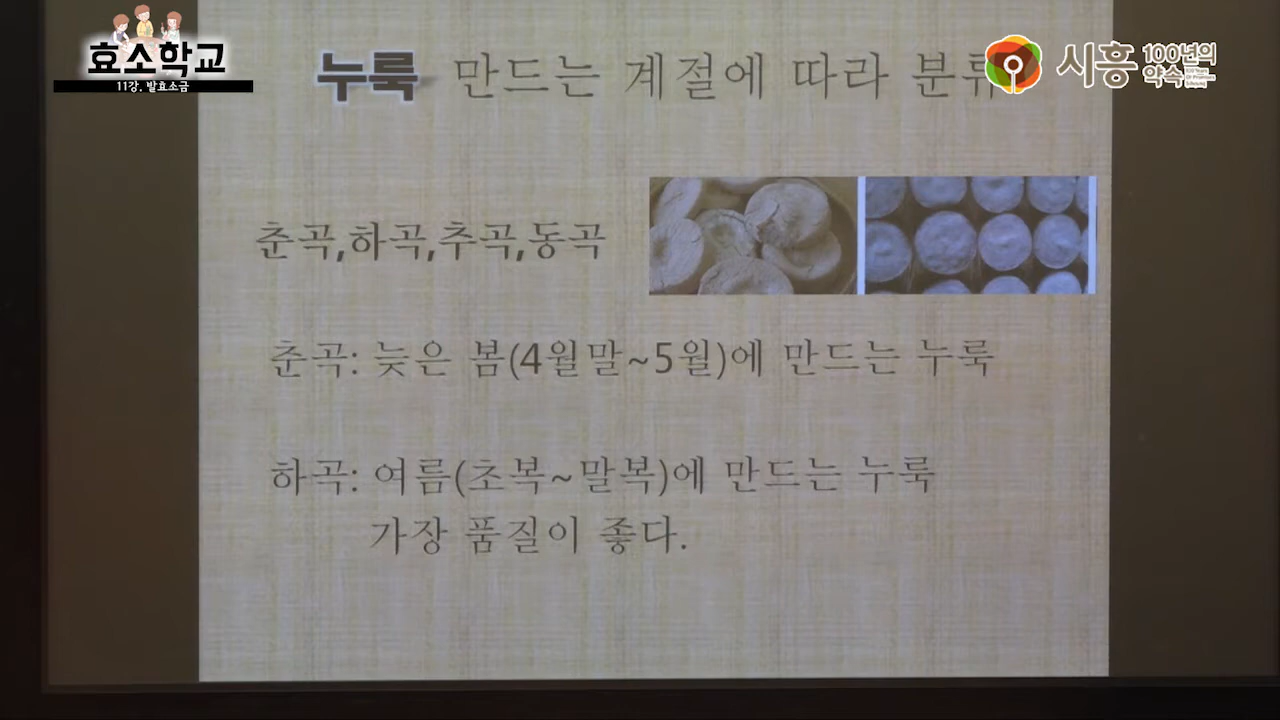 효소학교
11강. 발효소금
시흥 100년의
약속
누룩 만드는 계절에 따라 분류
춘곡,하곡,추곡,동곡
춘곡: 늦은 봄(4월말~5월)에 만드는 누룩
하곡: 여름(초복~말복)에 만드는 누룩
가장 품질이 좋다.